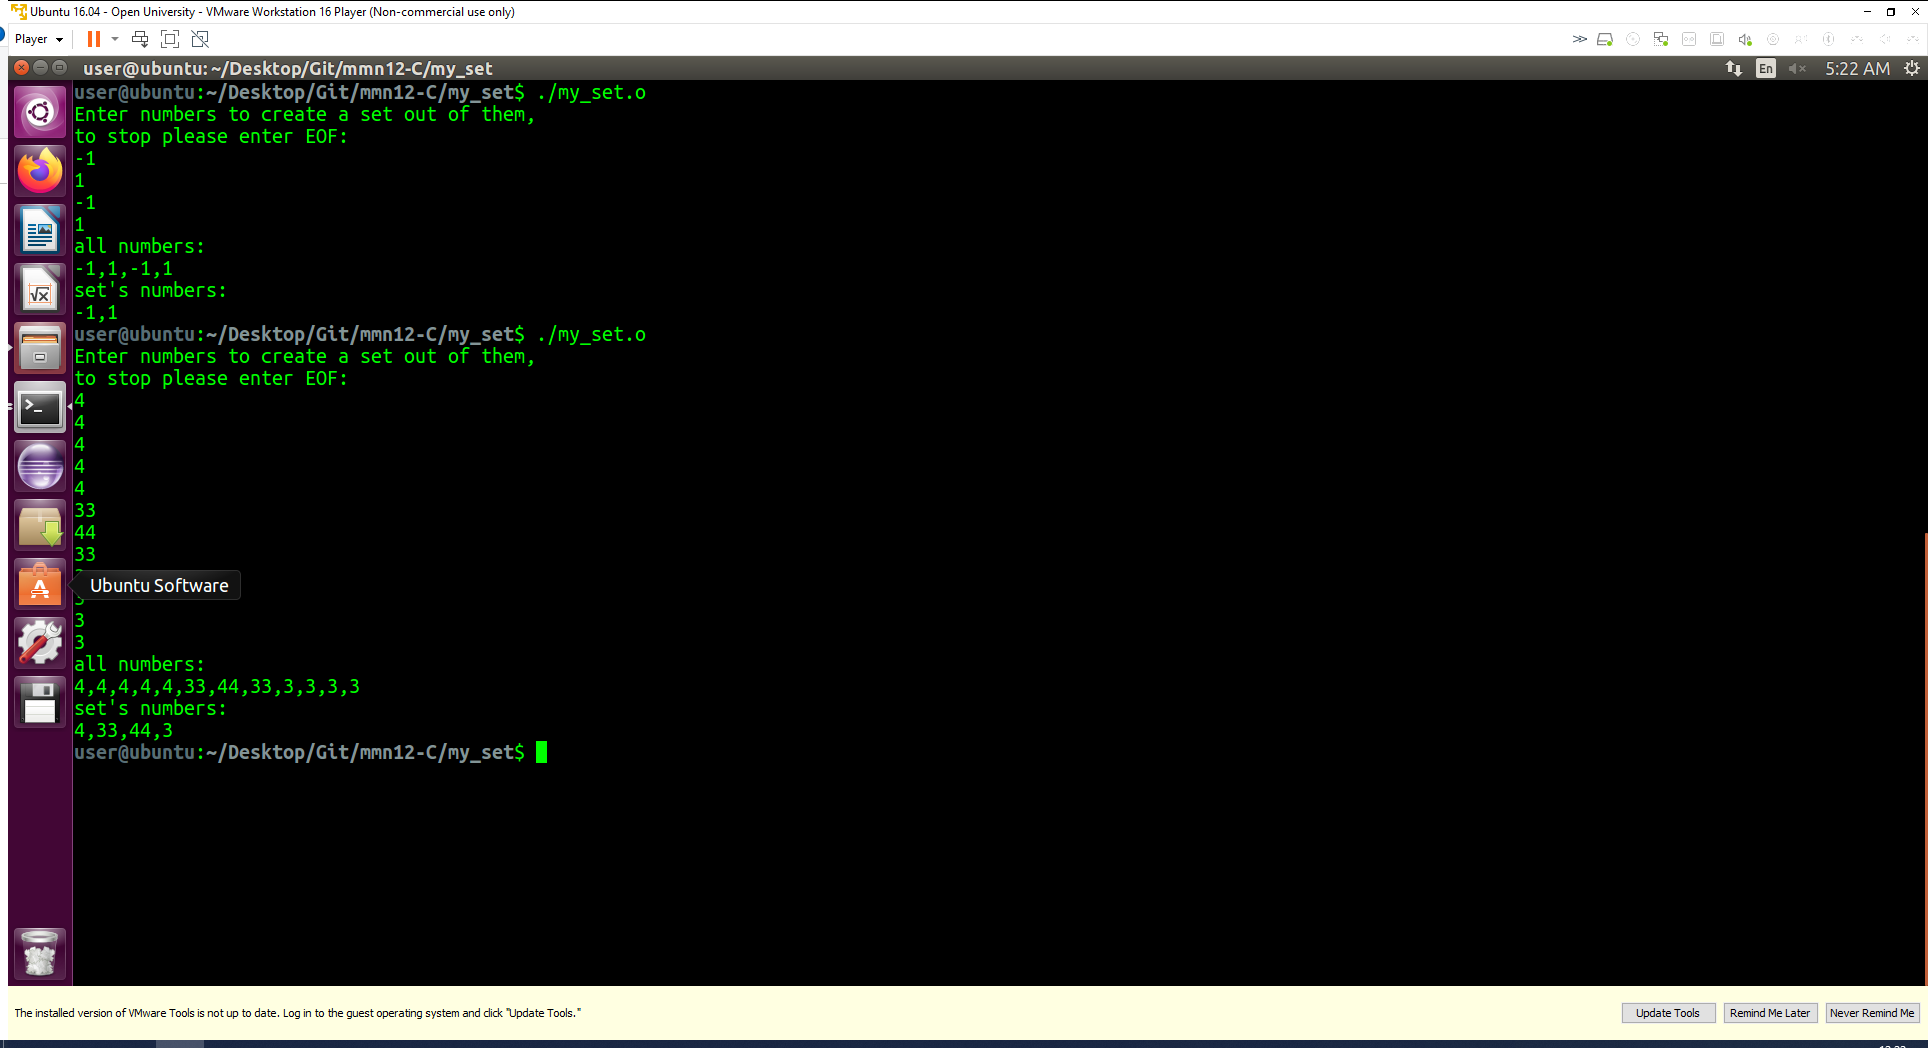 Ubuntu 16.04 - Open University - VMware Workstation 16 Player (Non-commercial use only)
Player
user@ubuntu: ~/Desktop/Git/mmn12-C/my_set
En
5:22 AM
user@ubuntu:~/Desktop/Git/mmn12-C/my_set$ ./my_set.o
Enter numbers to create a set out of them,
to stop please enter EOF:
-1
1
-1
1
all numbers:
-1,1,-1,1
set's numbers:
-1,1
user@ubuntu:~/Desktop/Git/mmn12-C/my_set$ ./my_set.o
Enter numbers to create a set out of them,
to stop please enter EOF:
4
4
4
4
4
33
44
33
Ubuntu Software
3
3
3
all numbers:
4,4,4,4,4,33,44,33,3,3,3,3
set's numbers:
4,33,44,3
user@ubuntu:~/Desktop/Git/mmn12-C/my_set$
The installed version of VMware Tools is not up to date. Log in to the guest operating system and click "Update Tools."
Update Tools
Remind Me Later
Never Remind Me